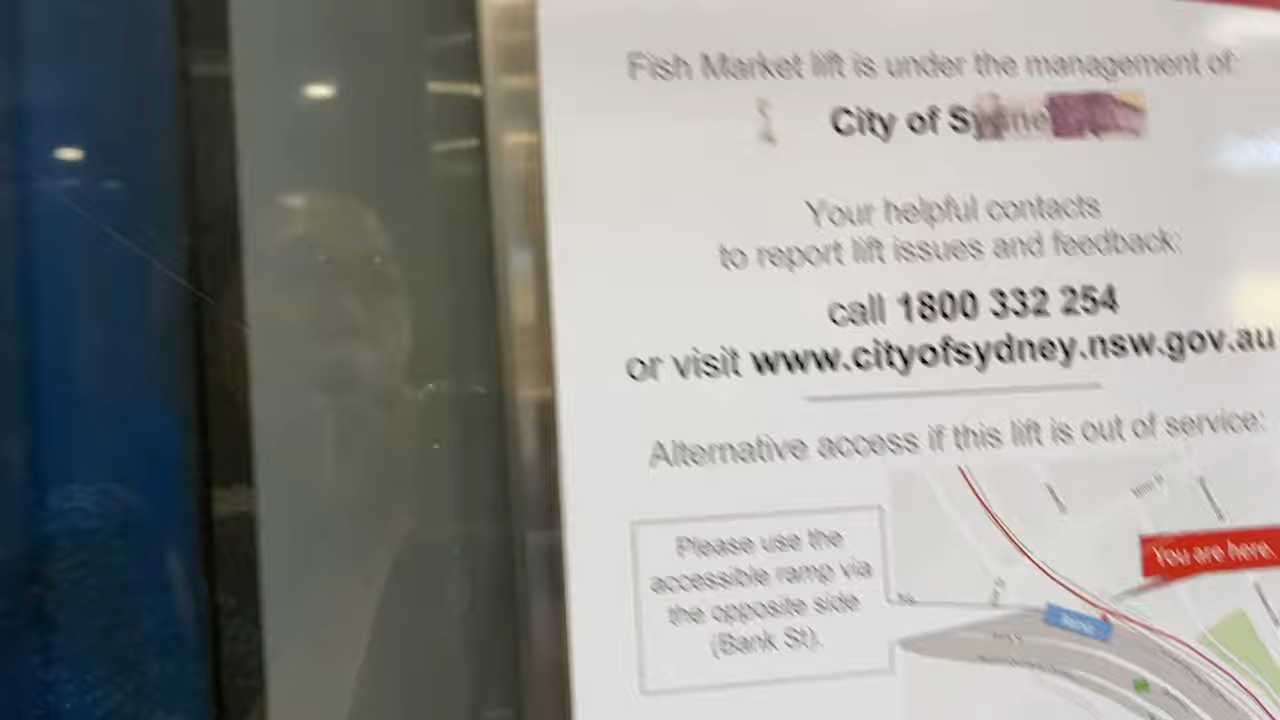 Fish Market lift is under the management of:
City of Sydney
Your helpful contacts
to report lift issues and feedback:
call 1800 332 254
or visit www.cityofsydney.nsw.gov.au
Alternative access if this lift is out of service:
Please use the
accessible ramp via
the opposite side
(Bank St).
You are here.